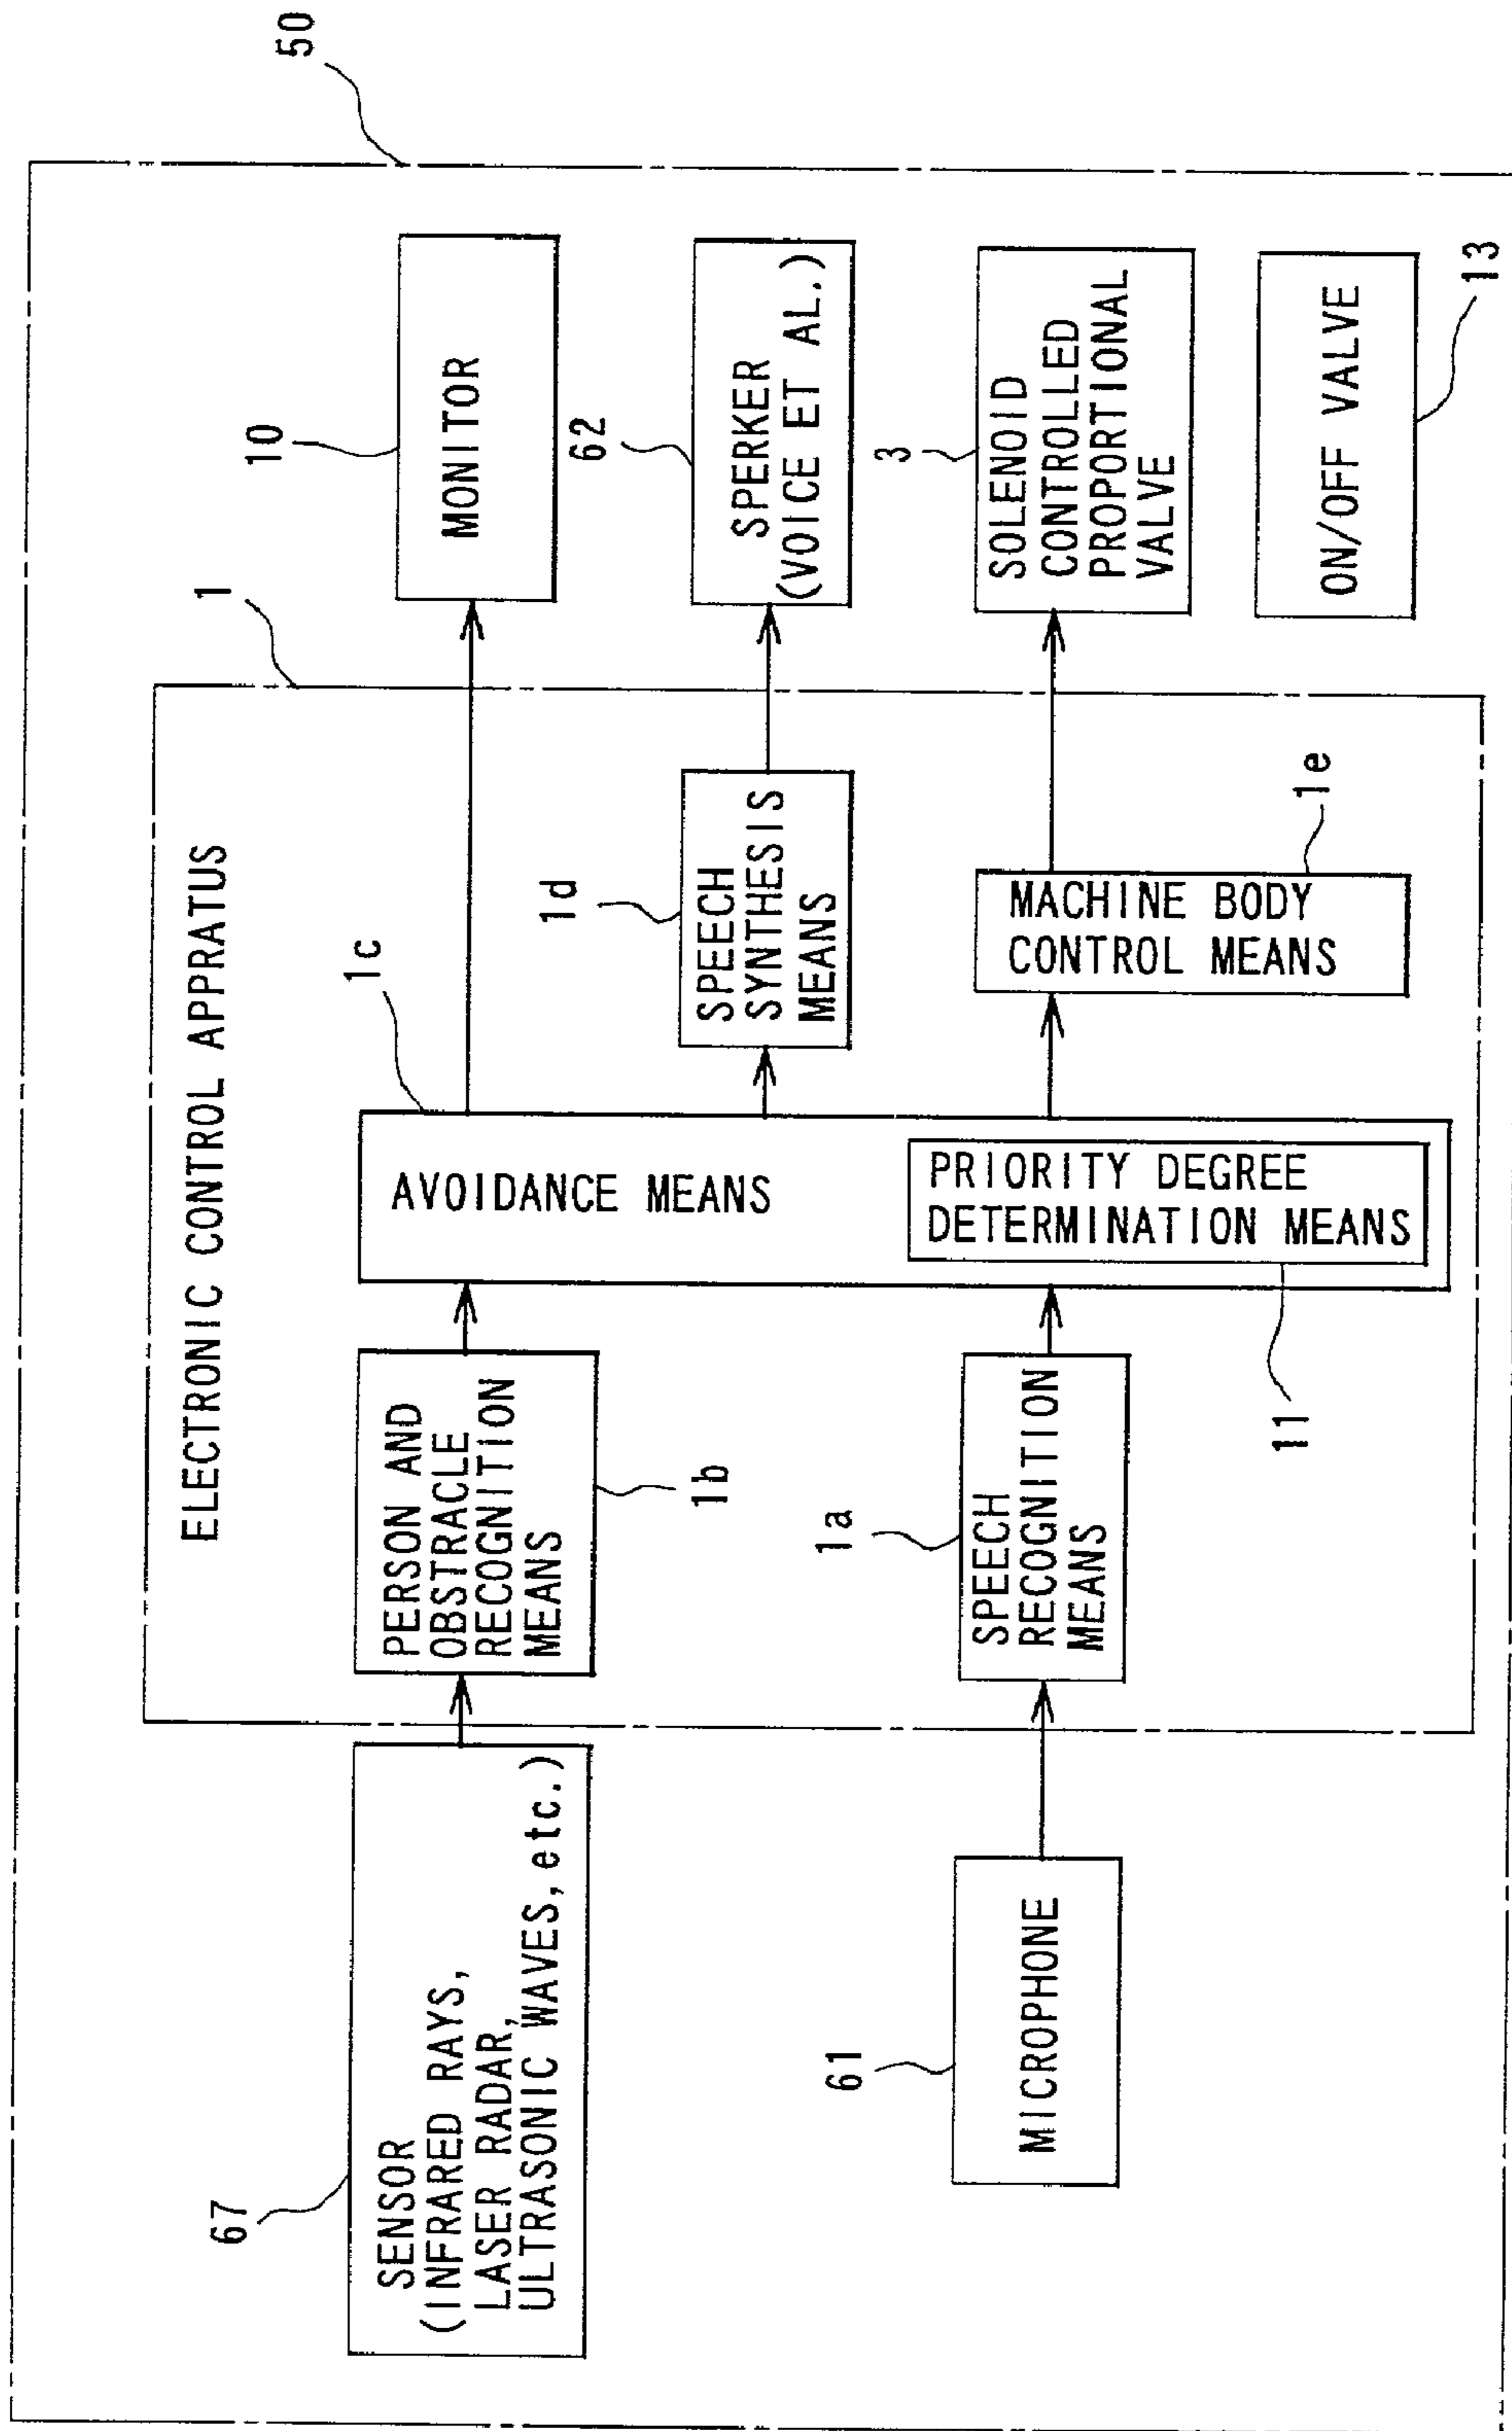 50
ELECTRONIC CONTROL APPRATUS
1
67
SENSOR
(INFRARED RAYS,
LASER RADAR,
ULTRASONIC WAVES,etc.)
PERSON AND
OBSTRACLE
RECOGNITION
MEANS
1b
AVOIDANCE MEANS
1c
10
MONITOR
1d
SPEECH
SYNTHESIS
MEANS
62
SPERKER
(VOICE ET AL.)
61
MICROPHONE
1a
SPEECH
RECOGNITION
MEANS
PRIORITY DEGREE
DETERMINATION MEANS
11
MACHINE BODY
CONTROL MEANS
1e
3
SOLENOID
CONTROLLED
PROPORTIONAL
VALVE
ON/OFF VALVE
13